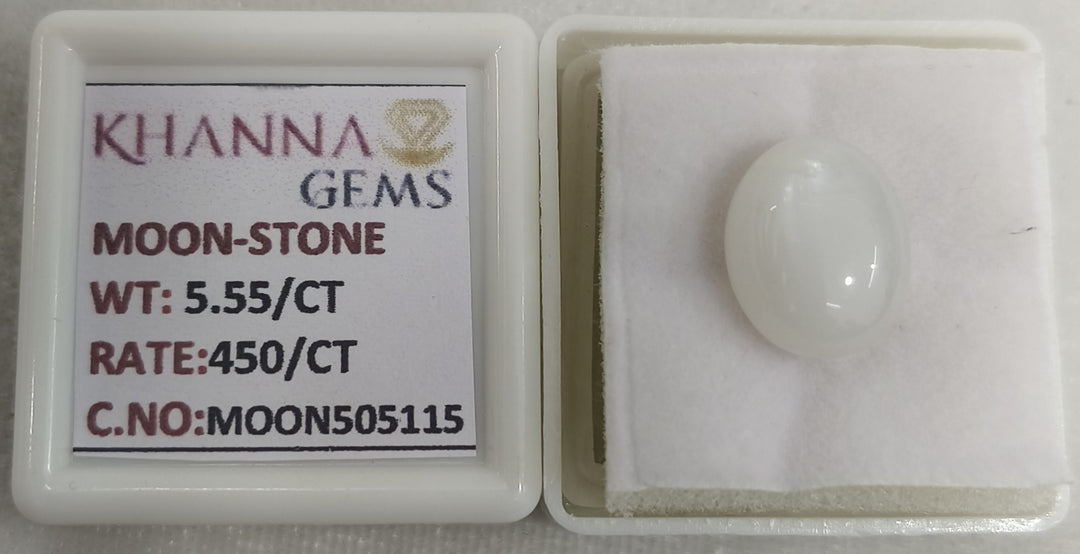 KHANNA
GEMS
MOON-STONE
WT: 5.55/CT
RATE:450/CT
C.NO:MOON505115